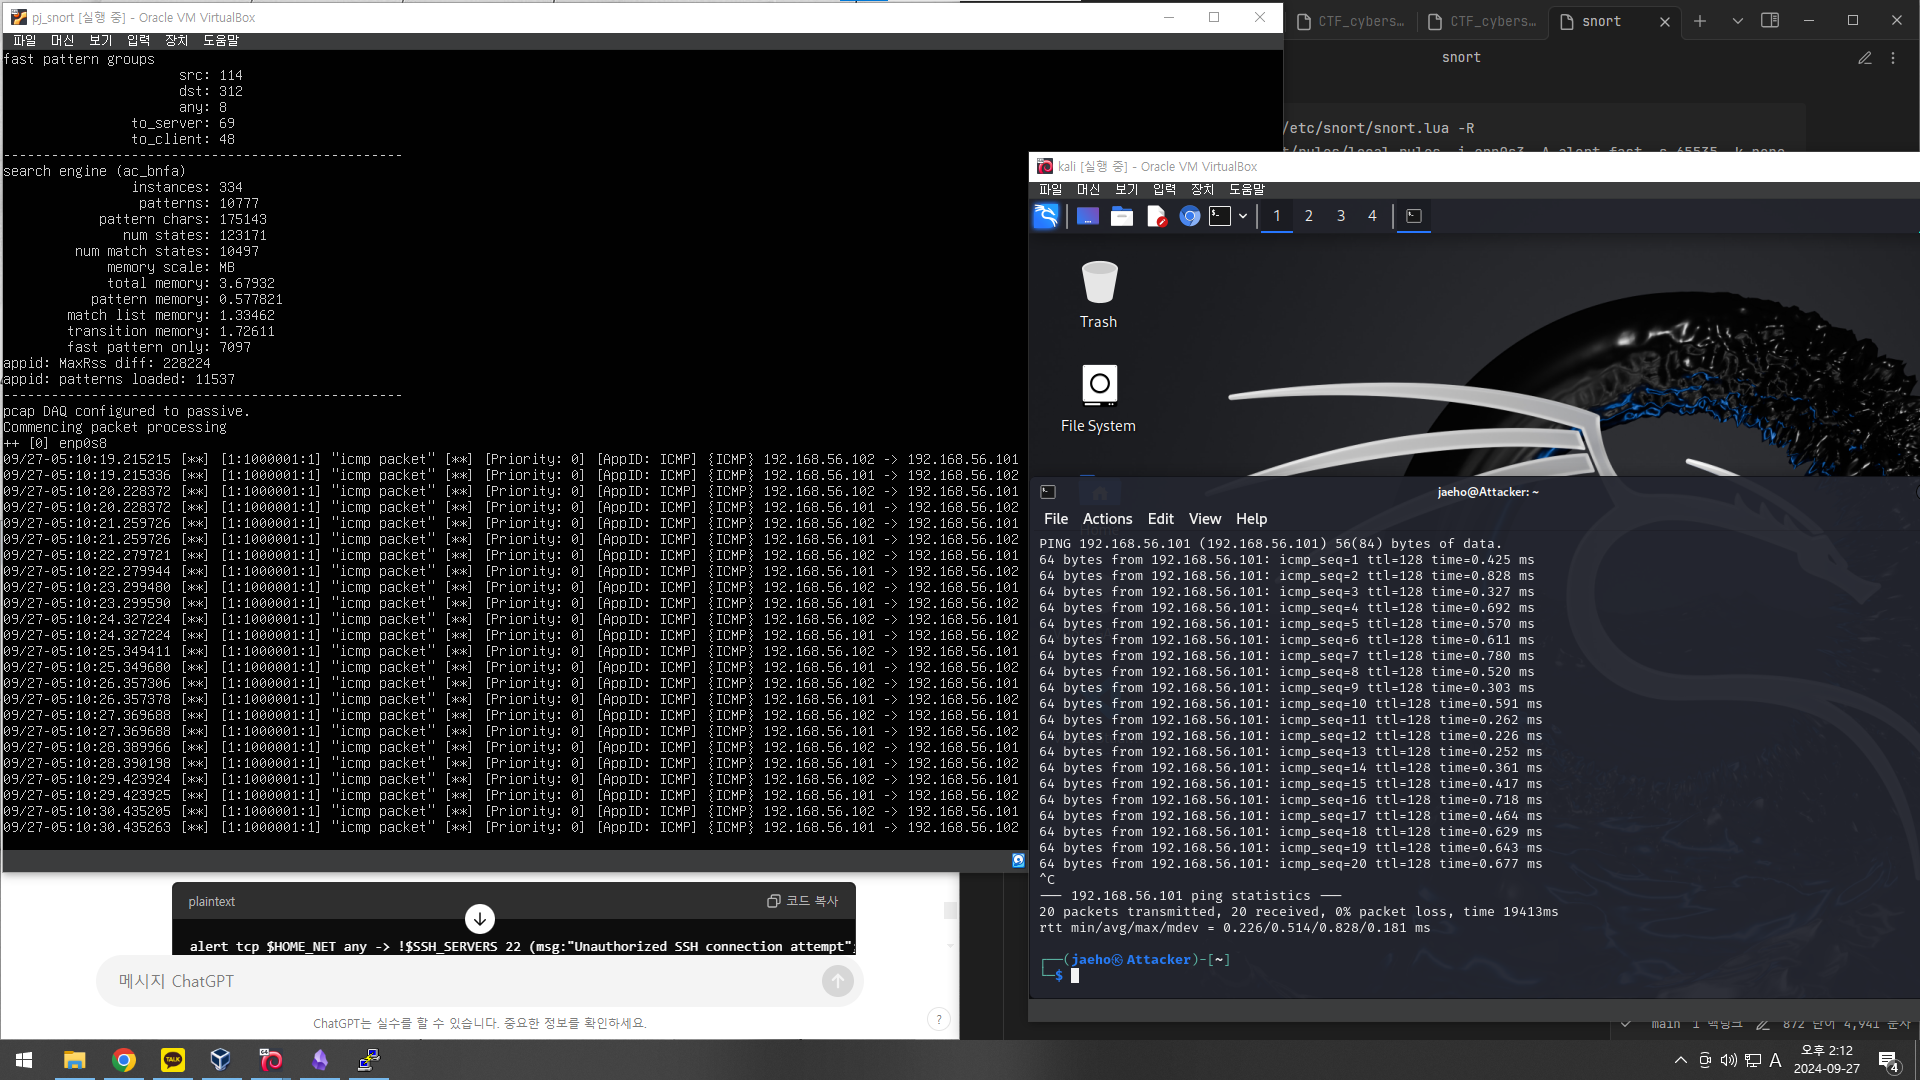 pj_snort [실행 중] - Oracle VM VirtualBox
파일 머신 보기 입력 장치 도움말
fast pattern groups
src: 114
dst: 312
any: 8
to_server: 69
to_client: 48
--------------------------------------------------
search engine (ac_bnfa)
instances: 334
patterns: 10777
pattern chars: 175143
num states: 123171
num match states: 10497
memory scale: MB
total memory: 3.67932
pattern memory: 0.577821
match list memory: 1.33462
transition memory: 1.72611
fast pattern only: 7097
appid: MaxRss diff: 228224
appid: patterns loaded: 11537
--------------------------------------------------
pcap DAQ configured to passive.
Commencing packet processing
++ [0] enp0s8
09/27-05:10:19.215215 [**] [1:1000001:1] "icmp packet" [**] [Priority: 0] [AppID: ICMP] {ICMP} 192.168.56.102 -> 192.168.56.101
09/27-05:10:19.215336 [**] [1:1000001:1] "icmp packet" [**] [Priority: 0] [AppID: ICMP] {ICMP} 192.168.56.101 -> 192.168.56.102
09/27-05:10:20.228372 [**] [1:1000001:1] "icmp packet" [**] [Priority: 0] [AppID: ICMP] {ICMP} 192.168.56.102 -> 192.168.56.101
09/27-05:10:20.228372 [**] [1:1000001:1] "icmp packet" [**] [Priority: 0] [AppID: ICMP] {ICMP} 192.168.56.101 -> 192.168.56.102
09/27-05:10:21.259726 [**] [1:1000001:1] "icmp packet" [**] [Priority: 0] [AppID: ICMP] {ICMP} 192.168.56.102 -> 192.168.56.101
09/27-05:10:21.259726 [**] [1:1000001:1] "icmp packet" [**] [Priority: 0] [AppID: ICMP] {ICMP} 192.168.56.101 -> 192.168.56.102
09/27-05:10:22.279721 [**] [1:1000001:1] "icmp packet" [**] [Priority: 0] [AppID: ICMP] {ICMP} 192.168.56.102 -> 192.168.56.101
09/27-05:10:22.279944 [**] [1:1000001:1] "icmp packet" [**] [Priority: 0] [AppID: ICMP] {ICMP} 192.168.56.101 -> 192.168.56.102
09/27-05:10:23.299480 [**] [1:1000001:1] "icmp packet" [**] [Priority: 0] [AppID: ICMP] {ICMP} 192.168.56.102 -> 192.168.56.101
09/27-05:10:23.299590 [**] [1:1000001:1] "icmp packet" [**] [Priority: 0] [AppID: ICMP] {ICMP} 192.168.56.101 -> 192.168.56.102
09/27-05:10:24.327224 [**] [1:1000001:1] "icmp packet" [**] [Priority: 0] [AppID: ICMP] {ICMP} 192.168.56.102 -> 192.168.56.101
09/27-05:10:24.327224 [**] [1:1000001:1] "icmp packet" [**] [Priority: 0] [AppID: ICMP] {ICMP} 192.168.56.101 -> 192.168.56.102
09/27-05:10:25.349411 [**] [1:1000001:1] "icmp packet" [**] [Priority: 0] [AppID: ICMP] {ICMP} 192.168.56.102 -> 192.168.56.101
09/27-05:10:25.349680 [**] [1:1000001:1] "icmp packet" [**] [Priority: 0] [AppID: ICMP] {ICMP} 192.168.56.101 -> 192.168.56.102
09/27-05:10:26.357306 [**] [1:1000001:1] "icmp packet" [**] [Priority: 0] [AppID: ICMP] {ICMP} 192.168.56.102 -> 192.168.56.101
09/27-05:10:26.357378 [**] [1:1000001:1] "icmp packet" [**] [Priority: 0] [AppID: ICMP] {ICMP} 192.168.56.101 -> 192.168.56.102
09/27-05:10:27.369688 [**] [1:1000001:1] "icmp packet" [**] [Priority: 0] [AppID: ICMP] {ICMP} 192.168.56.102 -> 192.168.56.101
09/27-05:10:27.369688 [**] [1:1000001:1] "icmp packet" [**] [Priority: 0] [AppID: ICMP] {ICMP} 192.168.56.101 -> 192.168.56.102
09/27-05:10:28.389966 [**] [1:1000001:1] "icmp packet" [**] [Priority: 0] [AppID: ICMP] {ICMP} 192.168.56.102 -> 192.168.56.101
09/27-05:10:28.390198 [**] [1:1000001:1] "icmp packet" [**] [Priority: 0] [AppID: ICMP] {ICMP} 192.168.56.101 -> 192.168.56.102
09/27-05:10:29.423924 [**] [1:1000001:1] "icmp packet" [**] [Priority: 0] [AppID: ICMP] {ICMP} 192.168.56.102 -> 192.168.56.101
09/27-05:10:29.423925 [**] [1:1000001:1] "icmp packet" [**] [Priority: 0] [AppID: ICMP] {ICMP} 192.168.56.101 -> 192.168.56.102
09/27-05:10:30.435205 [**] [1:1000001:1] "icmp packet" [**] [Priority: 0] [AppID: ICMP] {ICMP} 192.168.56.102 -> 192.168.56.101
09/27-05:10:30.435263 [**] [1:1000001:1] "icmp packet" [**] [Priority: 0] [AppID: ICMP] {ICMP} 192.168.56.101 -> 192.168.56.102
plaintext
코드 복사
alert tcp $HOME_NET any -> !$SSH_SERVERS 22 (msg:"Unauthorized SSH connection attempt";
메시지 ChatGPT
ChatGPT는 실수를 할 수 있습니다. 중요한 정보를 확인하세요.
?
CTF_cybers...
CTF_cybers...
snort
snort
/etc/snort/snort.lua -R
kali [실행 중] - Oracle VM VirtualBox
파일 머신 보기 입력 장치 도움말
1 2 3 4
Trash
File System
jaeho@Attacker: ~
File Actions Edit View Help
PING 192.168.56.101 (192.168.56.101) 56(84) bytes of data.
64 bytes from 192.168.56.101: icmp_seq=1 ttl=128 time=0.425 ms
64 bytes from 192.168.56.101: icmp_seq=2 ttl=128 time=0.828 ms
64 bytes from 192.168.56.101: icmp_seq=3 ttl=128 time=0.327 ms
64 bytes from 192.168.56.101: icmp_seq=4 ttl=128 time=0.692 ms
64 bytes from 192.168.56.101: icmp_seq=5 ttl=128 time=0.570 ms
64 bytes from 192.168.56.101: icmp_seq=6 ttl=128 time=0.611 ms
64 bytes from 192.168.56.101: icmp_seq=7 ttl=128 time=0.780 ms
64 bytes from 192.168.56.101: icmp_seq=8 ttl=128 time=0.520 ms
64 bytes from 192.168.56.101: icmp_seq=9 ttl=128 time=0.303 ms
64 bytes from 192.168.56.101: icmp_seq=10 ttl=128 time=0.591 ms
64 bytes from 192.168.56.101: icmp_seq=11 ttl=128 time=0.262 ms
64 bytes from 192.168.56.101: icmp_seq=12 ttl=128 time=0.226 ms
64 bytes from 192.168.56.101: icmp_seq=13 ttl=128 time=0.252 ms
64 bytes from 192.168.56.101: icmp_seq=14 ttl=128 time=0.361 ms
64 bytes from 192.168.56.101: icmp_seq=15 ttl=128 time=0.417 ms
64 bytes from 192.168.56.101: icmp_seq=16 ttl=128 time=0.718 ms
64 bytes from 192.168.56.101: icmp_seq=17 ttl=128 time=0.464 ms
64 bytes from 192.168.56.101: icmp_seq=18 ttl=128 time=0.629 ms
64 bytes from 192.168.56.101: icmp_seq=19 ttl=128 time=0.643 ms
64 bytes from 192.168.56.101: icmp_seq=20 ttl=128 time=0.677 ms
^C
--- 192.168.56.101 ping statistics ---
20 packets transmitted, 20 received, 0% packet loss, time 19413ms
rtt min/avg/max/mdev = 0.226/0.514/0.828/0.181 ms
┌──(jaeho㉿Attacker)-[~]
└─$
main 1 백링크 872 단어 4,941 문자
TALK
A
오후 2:12
2024-09-27
4